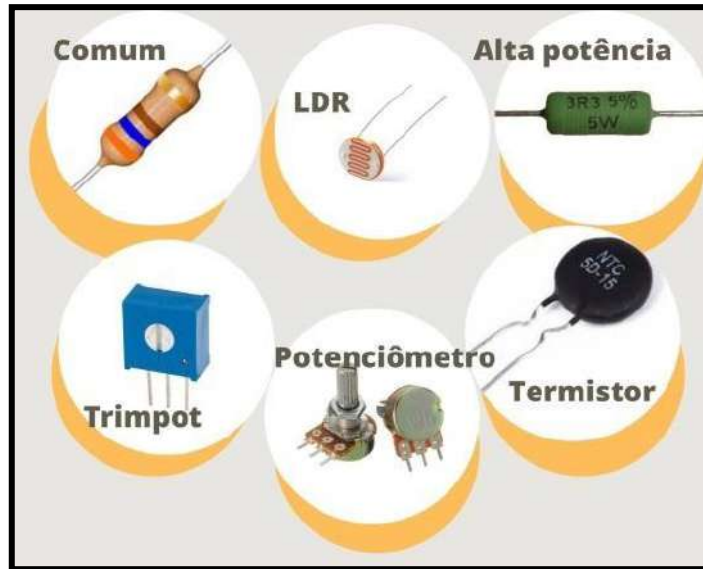 Comum
Alta potência
LDR
3R3 5%
5W
NTC
5D-15
Potenciômetro
Trimpot
Termistor